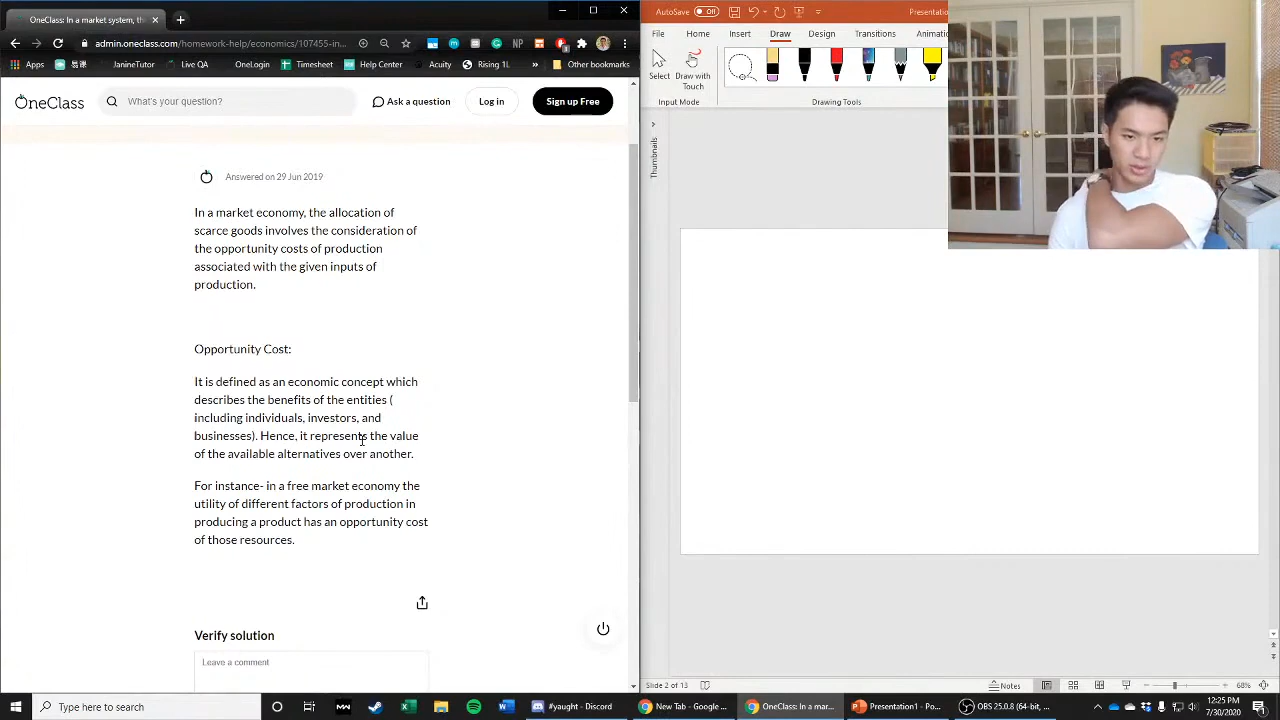 OneClass: In a market system, th
admin.oneclass.com/homework-help/economics/107455-in...
Apps
JanineTutor
Live QA
OneLogin
Timesheet
Help Center
Acuity
Rising 1L
Other bookmarks
OneClass
What's your question?
Ask a question
Log in
Sign up Free
Answered on 29 Jun 2019
In a market economy, the allocation of
scarce goods involves the consideration of
the opportunity costs of production
associated with the given inputs of
production.
Opportunity Cost:
It is defined as an economic concept which
describes the benefits of the entities (
including individuals, investors, and
businesses). Hence, it represents the value
of the available alternatives over another.
For instance- in a free market economy the
utility of different factors of production in
producing a product has an opportunity cost
of those resources.
Verify solution
Leave a comment
AutoSave Off
Presentatio
File
Home
Insert
Draw
Design
Transitions
Animatio
Select
Draw with
Touch
Input Mode
Drawing Tools
Thumbnails
Slide 2 of 13
Notes
68%
Type here to search
#yaught - Discord
New Tab - Google ...
OneClass: In a mar...
Presentation1 - Po...
OBS 25.0.8 (64-bit, ...
12:25 PM
7/30/2020